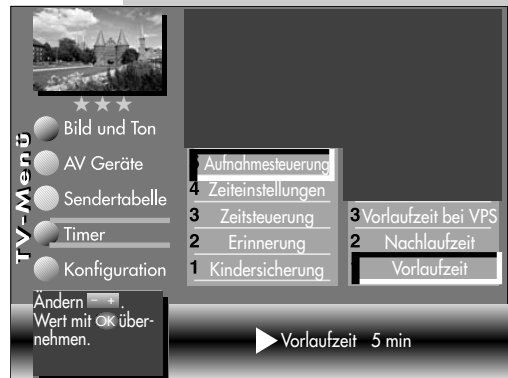 TV-Menü
Bild und Ton
AV Geräte
Sendertabelle
Timer
Konfiguration
Aufnahmesteuerung
4 Zeiteinstellungen
3 Zeitsteuerung
2 Erinnerung
1 Kindersicherung
3 Vorlaufzeit bei VPS
2 Nachlaufzeit
Vorlaufzeit
Ändern - + .
Wert mit OK über-
nehmen.
Vorlaufzeit 5 min